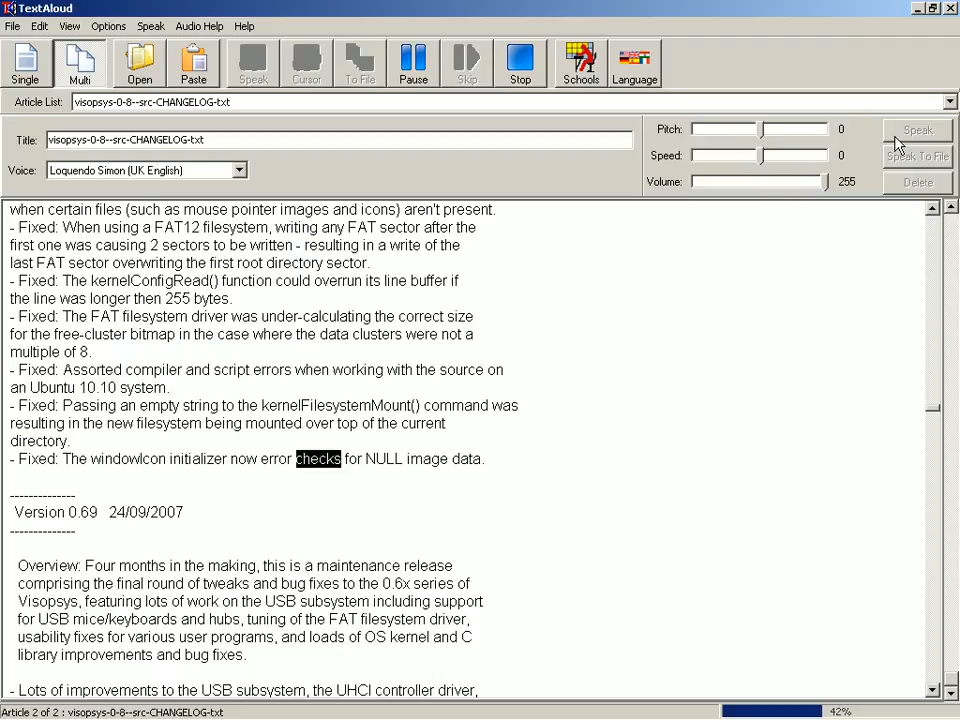 TextAloud
File Edit View Options Speak Audio Help Help
Single Multi Open Paste Speak Cursor To File Pause Skip Stop Schools Language
Article List: visopsys-0-8--src-CHANGELOG-txt
Title: visopsys-0-8--src-CHANGELOG-txt
Voice: Loquendo Simon (UK English)
Pitch: 0
Speed: 0
Volume: 255
Speak
Speak To File
Delete
when certain files (such as mouse pointer images and icons) aren't present.
- Fixed: When using a FAT12 filesystem, writing any FAT sector after the
first one was causing 2 sectors to be written - resulting in a write of the
last FAT sector overwriting the first root directory sector.
- Fixed: The kernelConfigRead() function could overrun its line buffer if
the line was longer then 255 bytes.
- Fixed: The FAT filesystem driver was under-calculating the correct size
for the free-cluster bitmap in the case where the data clusters were not a
multiple of 8.
- Fixed: Assorted compiler and script errors when working with the source on
an Ubuntu 10.10 system.
- Fixed: Passing an empty string to the kernelFilesystemMount() command was
resulting in the new filesystem being mounted over top of the current
directory.
- Fixed: The windowIcon initializer now error checks for NULL image data.
--------------
Version 0.69 24/09/2007
--------------
Overview: Four months in the making, this is a maintenance release
comprising the final round of tweaks and bug fixes to the 0.6x series of
Visopsys, featuring lots of work on the USB subsystem including support
for USB mice/keyboards and hubs, tuning of the FAT filesystem driver,
usability fixes for various user programs, and loads of OS kernel and C
library improvements and bug fixes.
- Lots of improvements to the USB subsystem, the UHCI controller driver,
Article 2 of 2 : visopsys-0-8--src-CHANGELOG-txt 42%